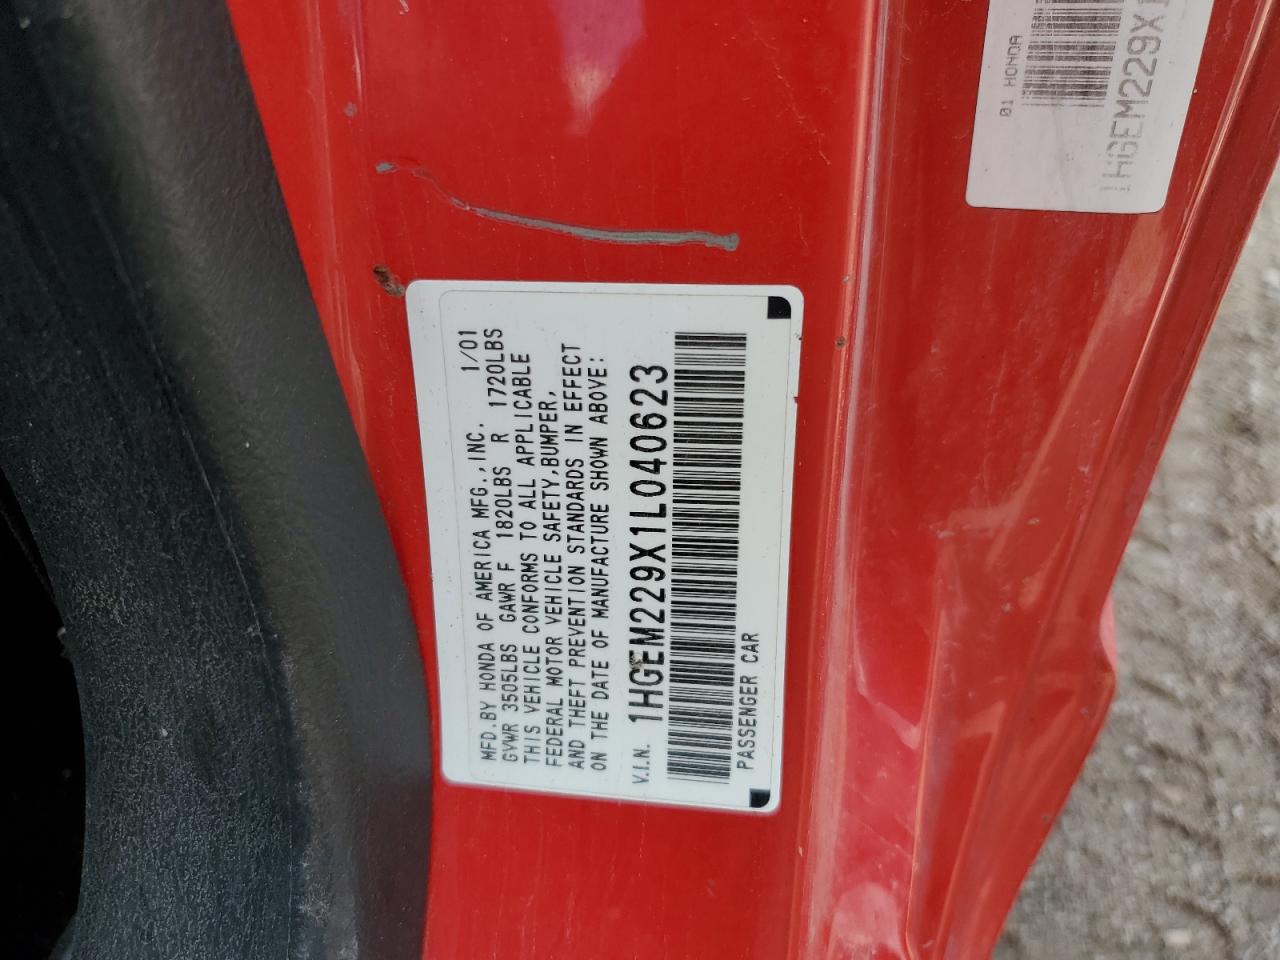 MFD.BY HONDA OF AMERICA MFG.,INC. 1/01
GVWR 3505LBS GAWR F 1820LBS R 1720LBS
THIS VEHICLE CONFORMS TO ALL APPLICABLE
FEDERAL MOTOR VEHICLE SAFETY,BUMPER,
AND THEFT PREVENTION STANDARDS IN EFFECT
ON THE DATE OF MANUFACTURE SHOWN ABOVE:
V.I.N. 1HGEM229X1L040623
PASSENGER CAR
01 HONDA
1HGEM229X1